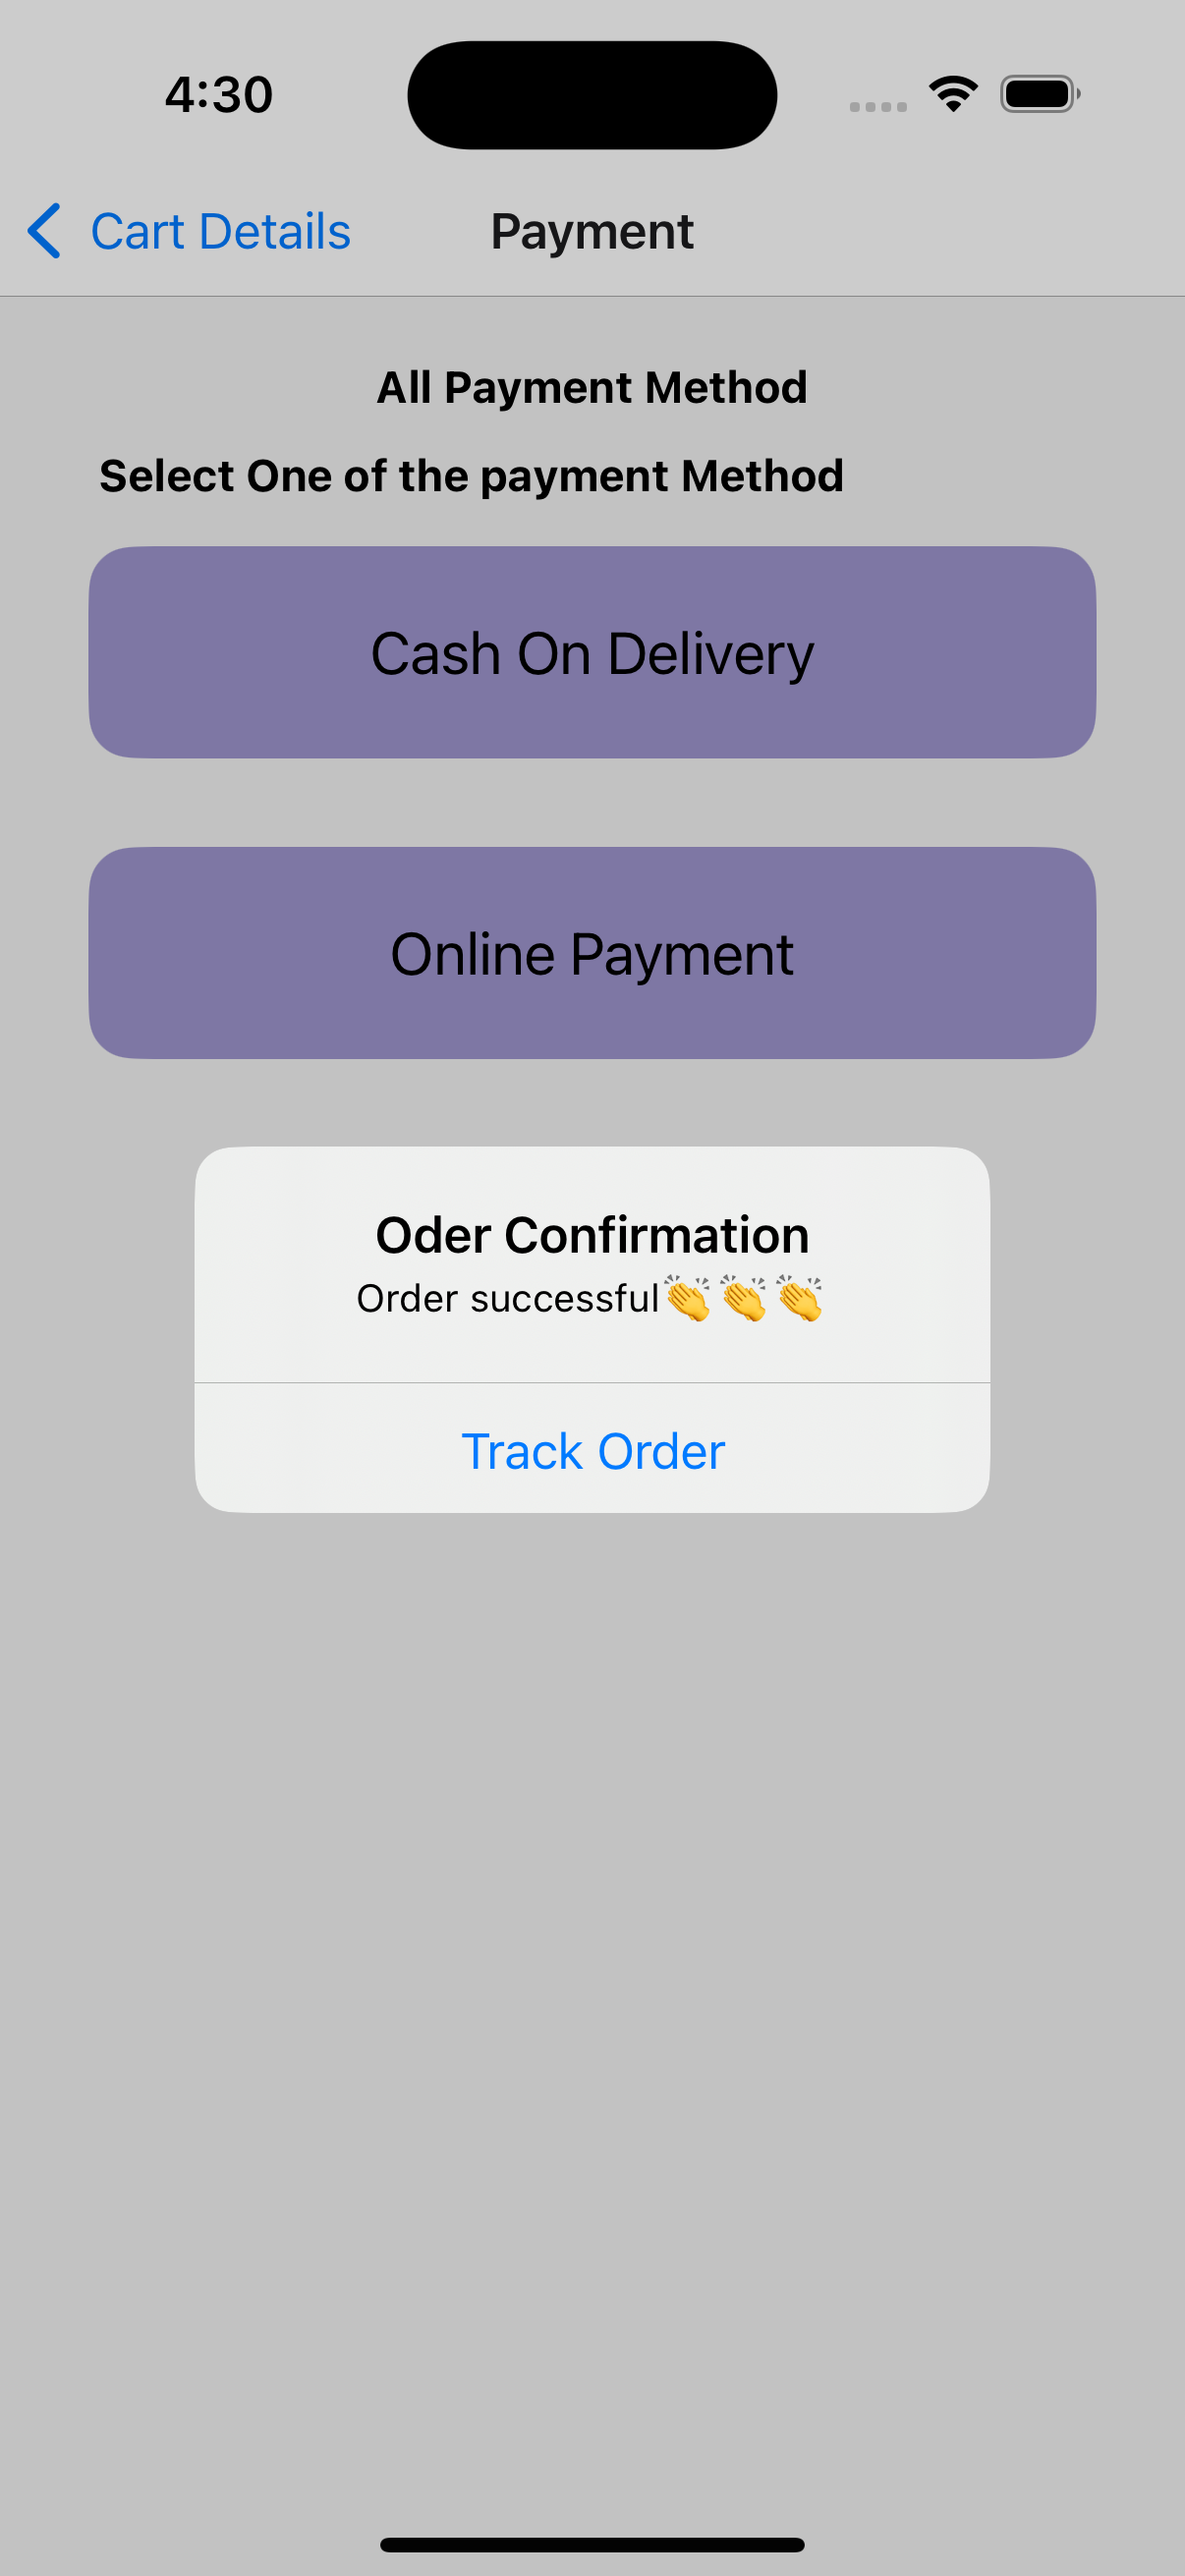 4:30
Cart Details
Payment
All Payment Method
Select One of the payment Method
Cash On Delivery
Online Payment
Oder Confirmation
Order successful👏👏👏
Track Order